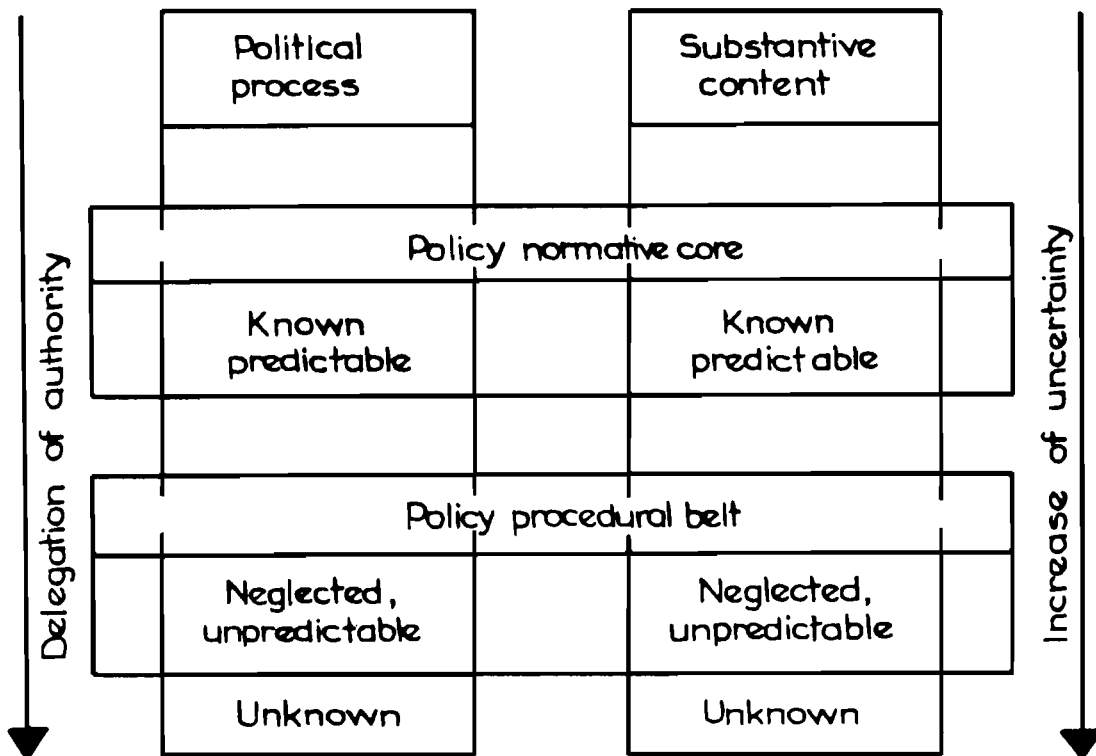 Political
process
Substantive
content
Policy normative core
Known
predictable
Known
predictable
Policy procedural belt
Neglected,
unpredictable
Neglected,
unpredictable
Unknown
Unknown
Delegation of authority
Increase of uncertainty